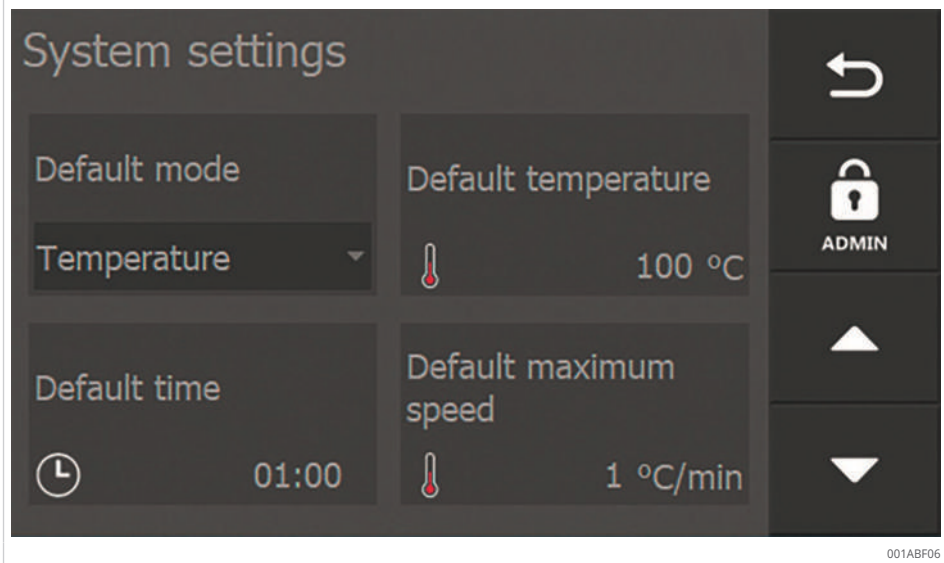 System settings
Default mode
Temperature
Default temperature
100 °C
Default time
01:00
Default maximum
speed
1 °C/min
ADMIN
001ABF06